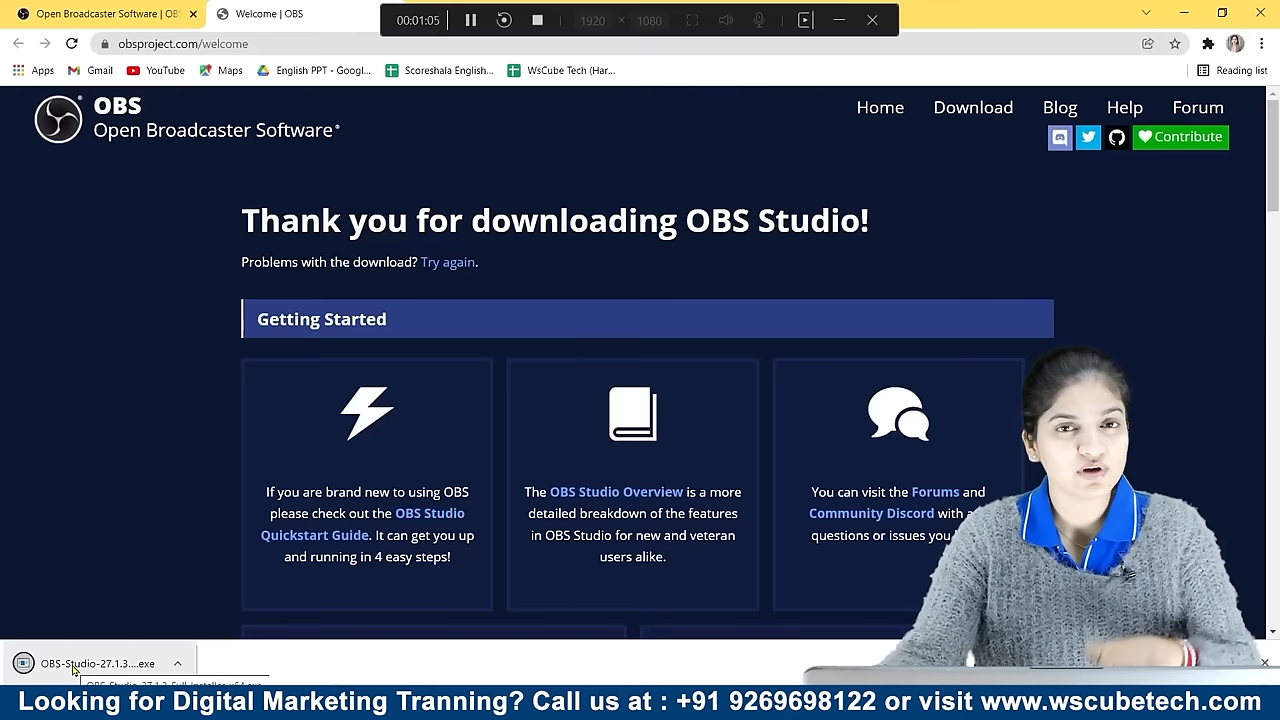 Open Broadcaster Software | OBS
Welcome | OBS
00:01:05
1920 × 1080
obsproject.com/welcome
Apps
Gmail
YouTube
Maps
English PPT - Googl...
Scoreshala English...
WsCube Tech (Har...
Reading list
OBS
Open Broadcaster Software
Home
Download
Blog
Help
Forum
Contribute
Thank you for downloading OBS Studio!
Problems with the download? Try again.
Getting Started
If you are brand new to using OBS
please check out the OBS Studio
Quickstart Guide. It can get you up
and running in 4 easy steps!
The OBS Studio Overview is a more
detailed breakdown of the features
in OBS Studio for new and veteran
users alike.
You can visit the Forums and
Community Discord with
questions or issues
OBS-Studio-27.1.3....exe
Looking for Digital Marketing Tranning? Call us at : +91 9269698122 or visit www.wscubetech.com